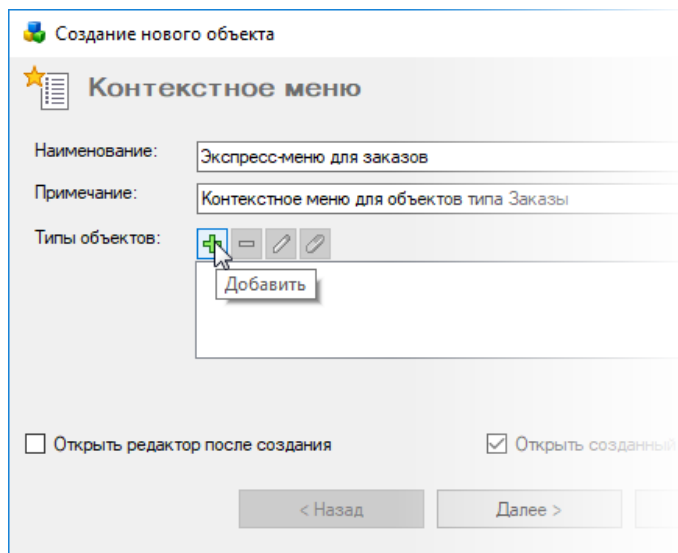 Создание нового объекта
Контекстное меню
Наименование: Экспресс-меню для заказов
Примечание: Контекстное меню для объектов типа Заказы
Типы объектов:
Добавить
Открыть редактор после создания Открыть созданный
< Назад Далее >